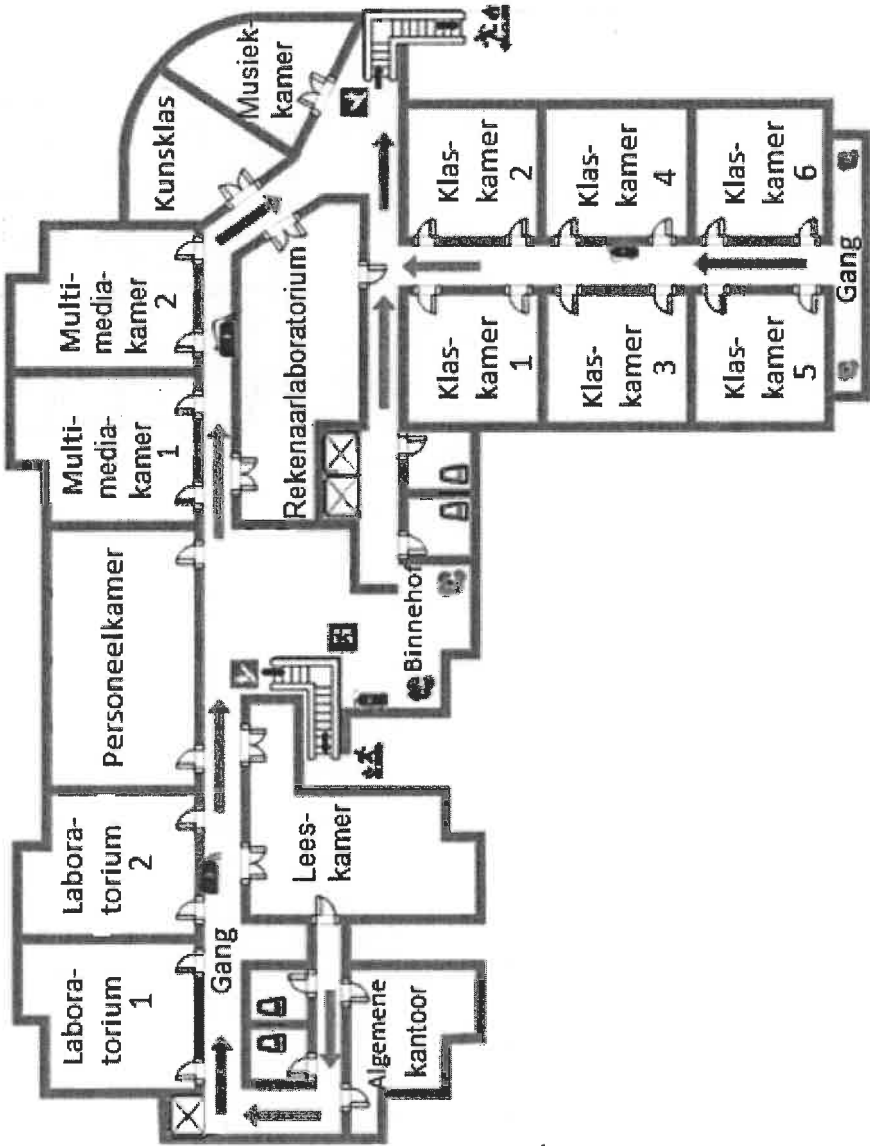 Labora-
torium
1
Labora-
torium
2
Personeelkamer
Multi-
media-
kamer
1
Multi-
media-
kamer
2
Kunsklas
Musiek-
kamer
Gang
Lees-
kamer
Algemene
kantoor
Binnehof
Rekenaarlaboratorium
Klas-
kamer
1
Klas-
kamer
2
Klas-
kamer
3
Klas-
kamer
4
Klas-
kamer
5
Klas-
kamer
6
Gang